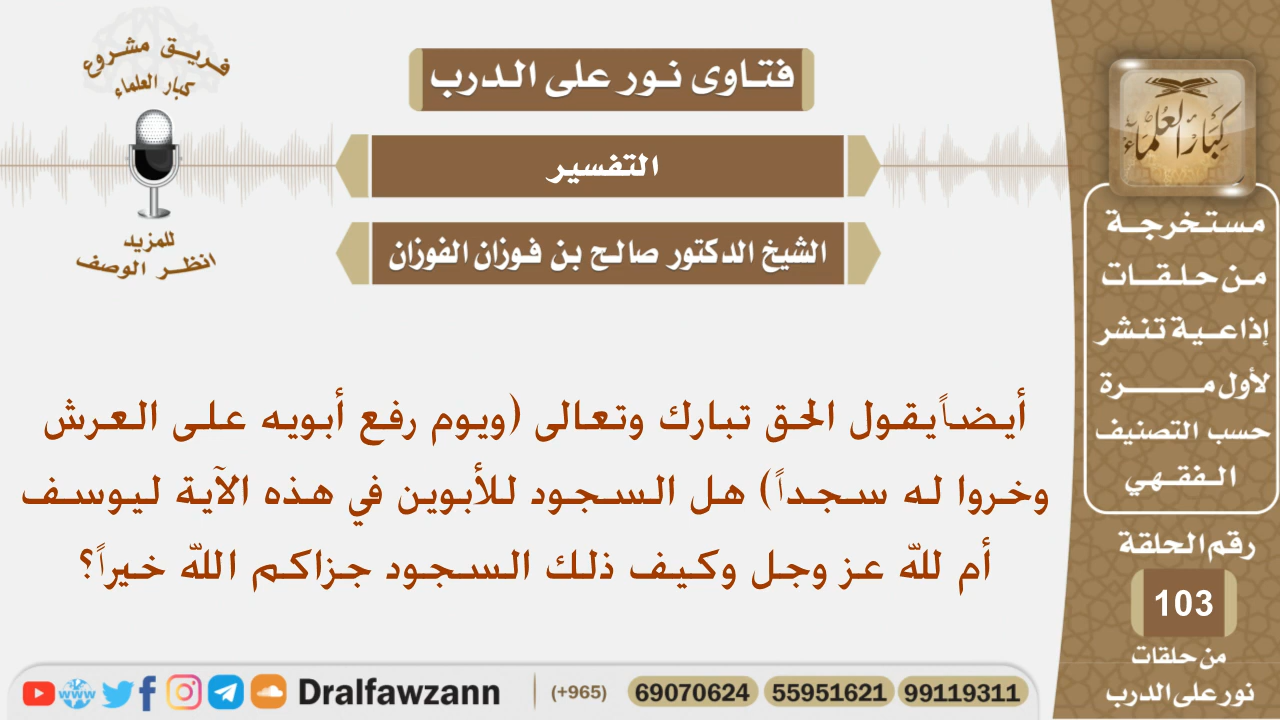 فريق مشروع
كبار العلماء
للمزيد
انظر الوصف
فتاوى نور على الدرب
التفسير
الشيخ الدكتور صالح بن فوزان الفوزان
أيضاً يقول الحق تبارك وتعالى (ويوم رفع أبويه على العرش
وخروا له سجداً) هل السجود للأبوين في هذه الآية ليوسف
أم لله عز وجل وكيف ذلك السجود جزاكم الله خيراً؟
كبار العلماء
مستخرجة
من حلقات
إذاعية تنشر
لأول مرة
حسب التصنيف
الفقهي
رقم الحلقة
103
من حلقات
نور على الدرب
www Dralfawzann (+965) 69070624 55951621 99119311